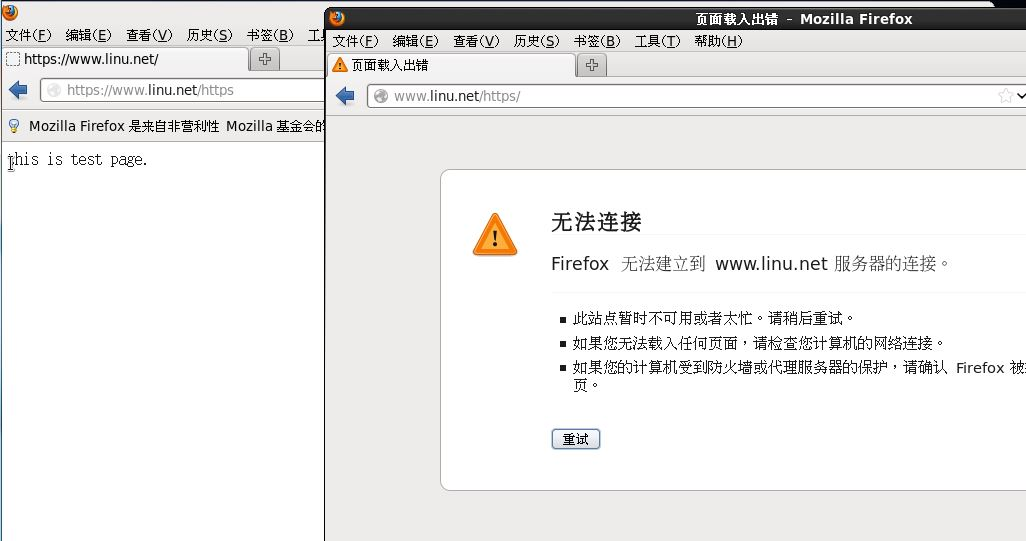 文件(F) 编辑(E) 查看(V) 历史(S) 书签(B)
https://www.linu.net/
https://www.linu.net/https
Mozilla Firefox 是来自非营利性 Mozilla 基金会的
this is test page.
页面载入出错 - Mozilla Firefox
文件(F) 编辑(E) 查看(V) 历史(S) 书签(B) 工具(T) 帮助(H)
页面载入出错
www.linu.net/https/
无法连接
Firefox 无法建立到 www.linu.net 服务器的连接。
此站点暂时不可用或者太忙。请稍后重试。
如果您无法载入任何页面，请检查您计算机的网络连接。
如果您的计算机受到防火墙或代理服务器的保护，请确认 Firefox 被
页。
重试